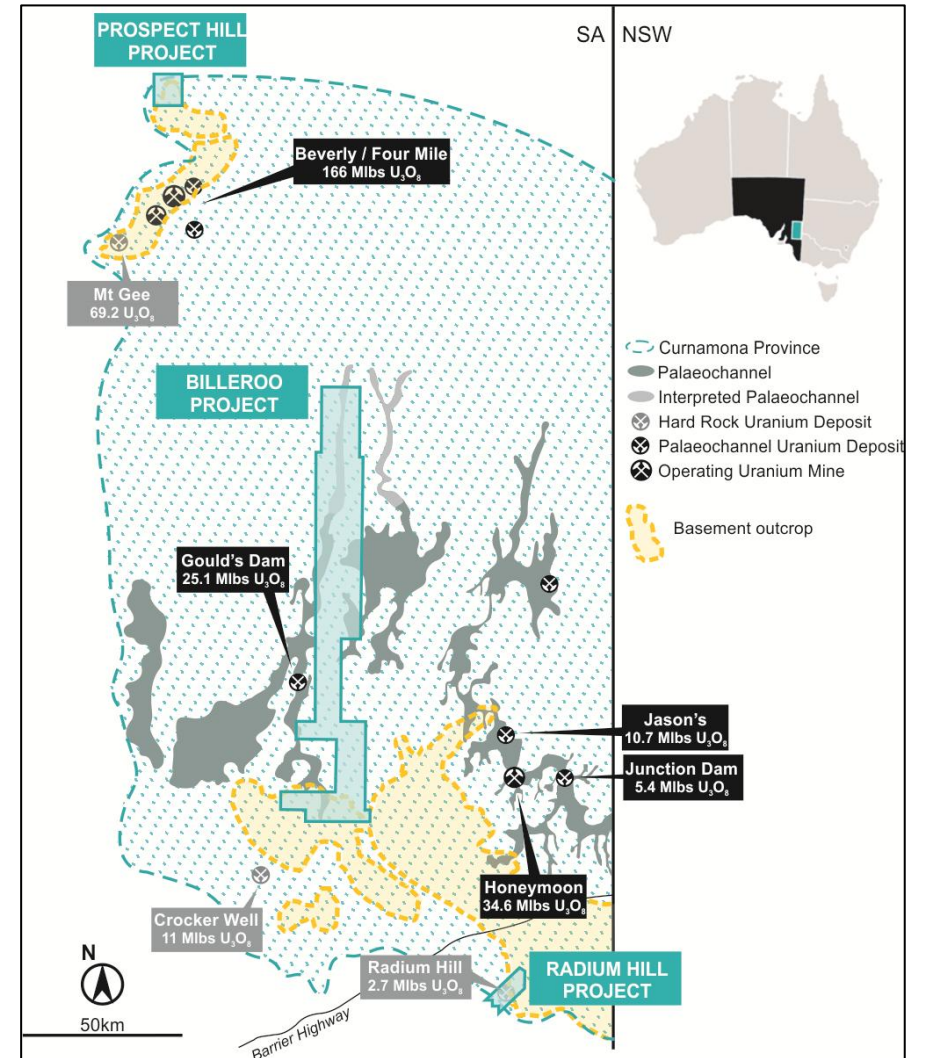 PROSPECT HILL
PROJECT
SA
NSW
Beverly / Four Mile
166 Mlbs U₃O₈
Mt Gee
69.2 U₃O₈
BILLEROO
PROJECT
Curnamona Province
Palaeochannel
Interpreted Palaeochannel
Hard Rock Uranium Deposit
Palaeochannel Uranium Deposit
Operating Uranium Mine
Basement outcrop
Gould's Dam
25.1 Mlbs U₃O₈
Jason's
10.7 Mlbs U₃O₈
Junction Dam
5.4 Mlbs U₃O₈
Honeymoon
34.6 Mlbs U₃O₈
Crocker Well
11 Mlbs U₃O₈
Radium Hill
2.7 Mlbs U₃O₈
RADIUM HILL
PROJECT
N
50km
Barrier Highway